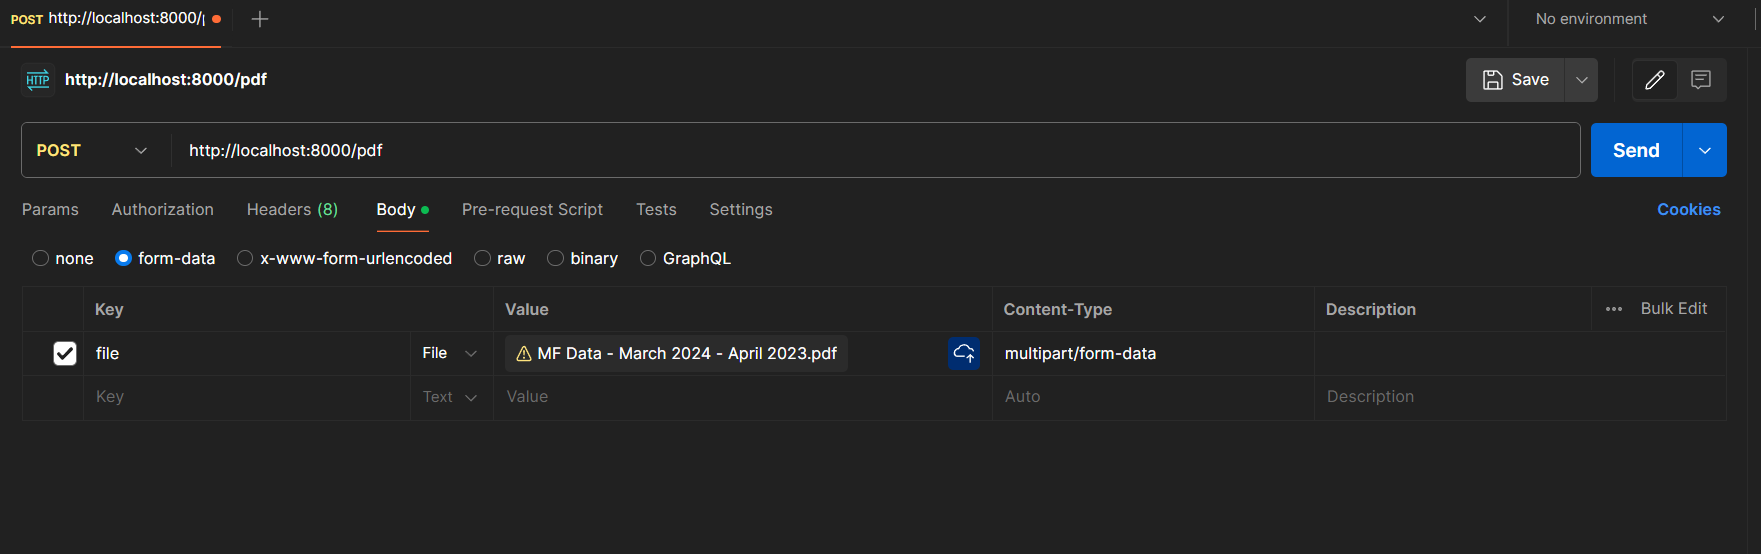 POST http://localhost:8000/p
No environment
HTTP http://localhost:8000/pdf
Save
POST http://localhost:8000/pdf
Send
Params Authorization Headers (8) Body Pre-request Script Tests Settings Cookies
none form-data x-www-form-urlencoded raw binary GraphQL
Key Value Content-Type Description ••• Bulk Edit
file File MF Data - March 2024 - April 2023.pdf multipart/form-data
Key Text Value Auto Description